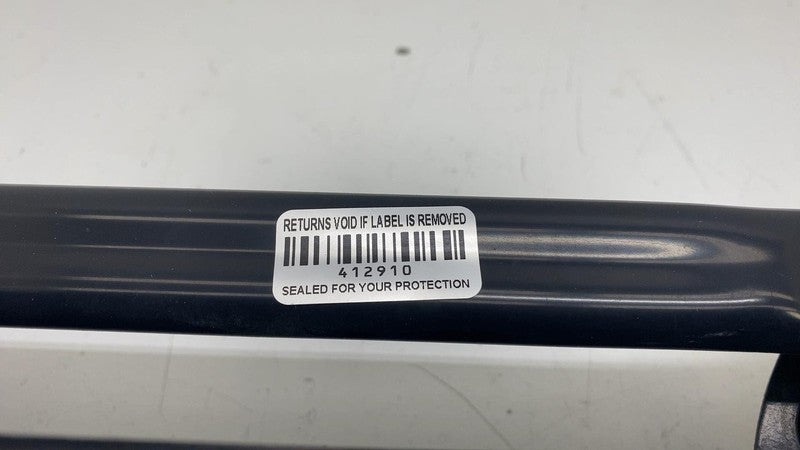 RETURNS VOID IF LABEL IS REMOVED
412910
SEALED FOR YOUR PROTECTION